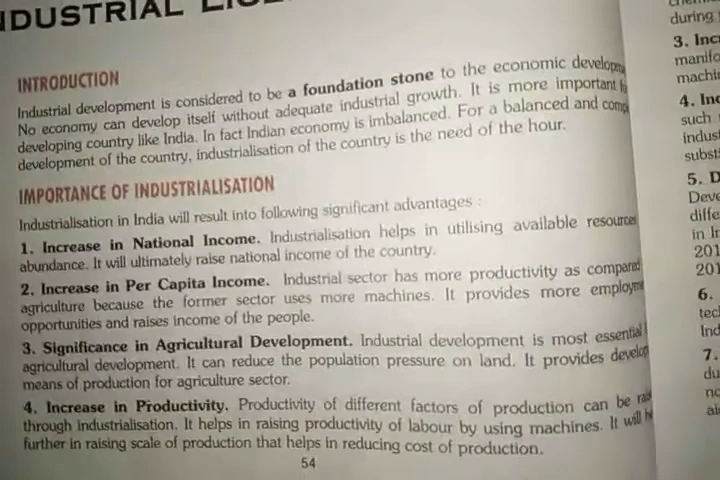 INDUSTRIAL
INTRODUCTION
Industrial development is considered to be a foundation stone to the economic
No economy can develop itself without adequate industrial growth. It is more important
developing country like India. In fact Indian economy is imbalanced. For a balanced and
development of the country, industrialisation of the country is the need of the hour.
IMPORTANCE OF INDUSTRIALISATION
Industrialisation in India will result into following significant advantages :
1. Increase in National Income. Industrialisation helps in utilising available resources
abundance. It will ultimately raise national income of the country.
2. Increase in Per Capita Income. Industrial sector has more productivity as compared
agriculture because the former sector uses more machines. It provides more
opportunities and raises income of the people.
3. Significance in Agricultural Development. Industrial development is most essential
agricultural development. It can reduce the population pressure on land. It provides
means of production for agriculture sector.
4. Increase in Productivity. Productivity of different factors of production can be
through industrialisation. It helps in raising productivity of labour by using machines. It will
further in raising scale of production that helps in reducing cost of production.
54
during
3.
4.
such
5.
in
6.
7.